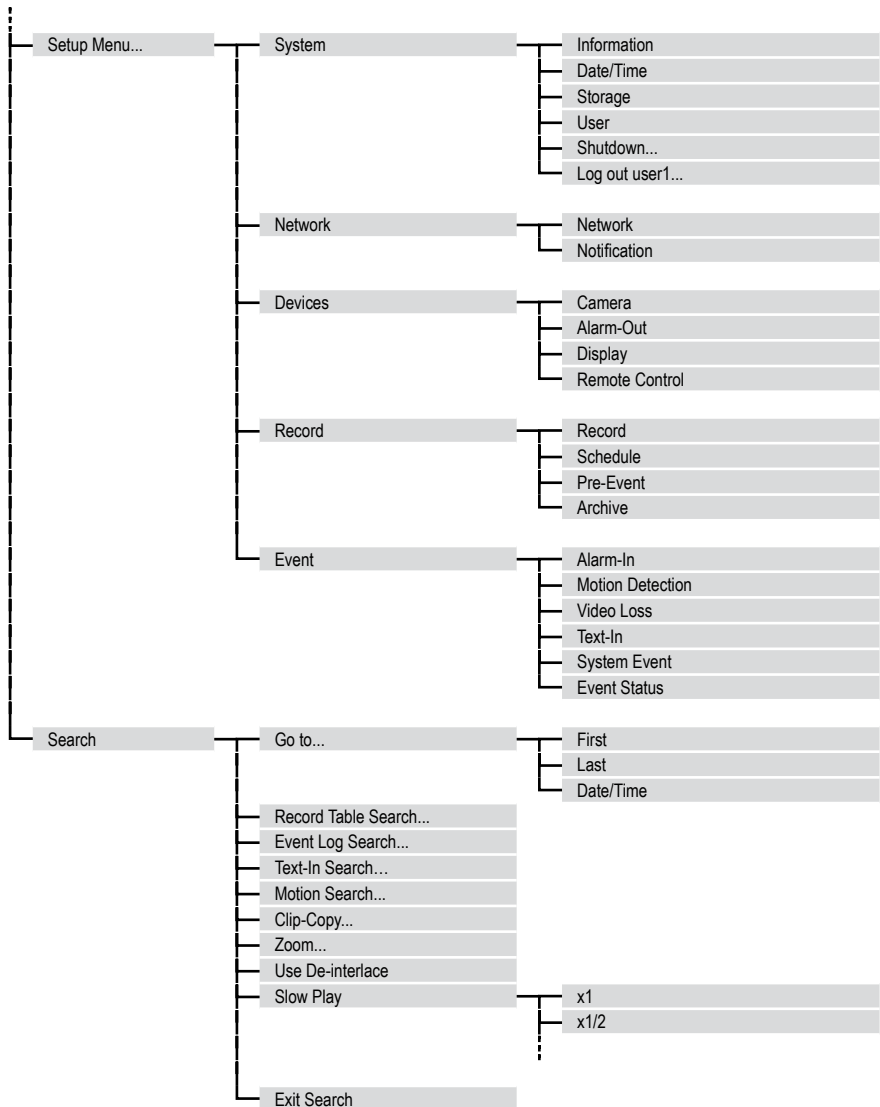 Setup Menu... System Information
Date/Time
Storage
User
Shutdown...
Log out user1...
Network Network
Notification
Devices Camera
Alarm-Out
Display
Remote Control
Record Record
Schedule
Pre-Event
Archive
Event Alarm-In
Motion Detection
Video Loss
Text-In
System Event
Event Status
Search Go to... First
Last
Date/Time
Record Table Search...
Event Log Search...
Text-In Search…
Motion Search...
Clip-Copy...
Zoom...
Use De-interlace
Slow Play x1
x1/2
Exit Search